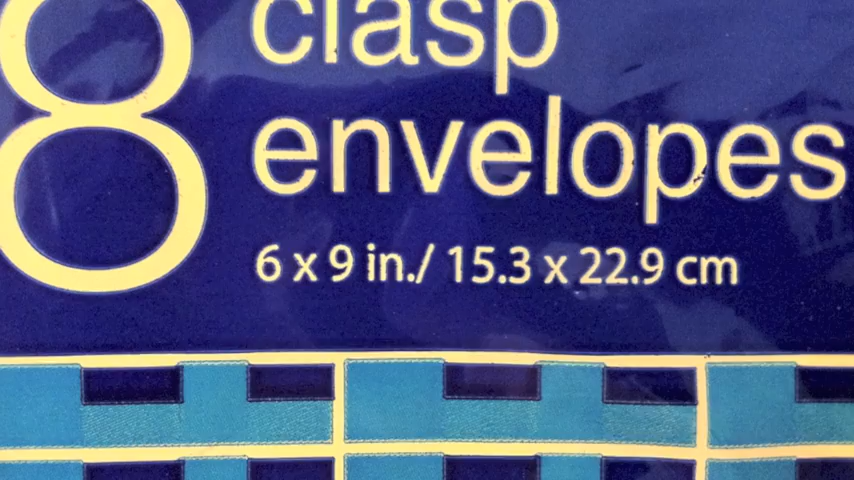 8
clasp
envelopes
6 x 9 in./ 15.3 x 22.9 cm